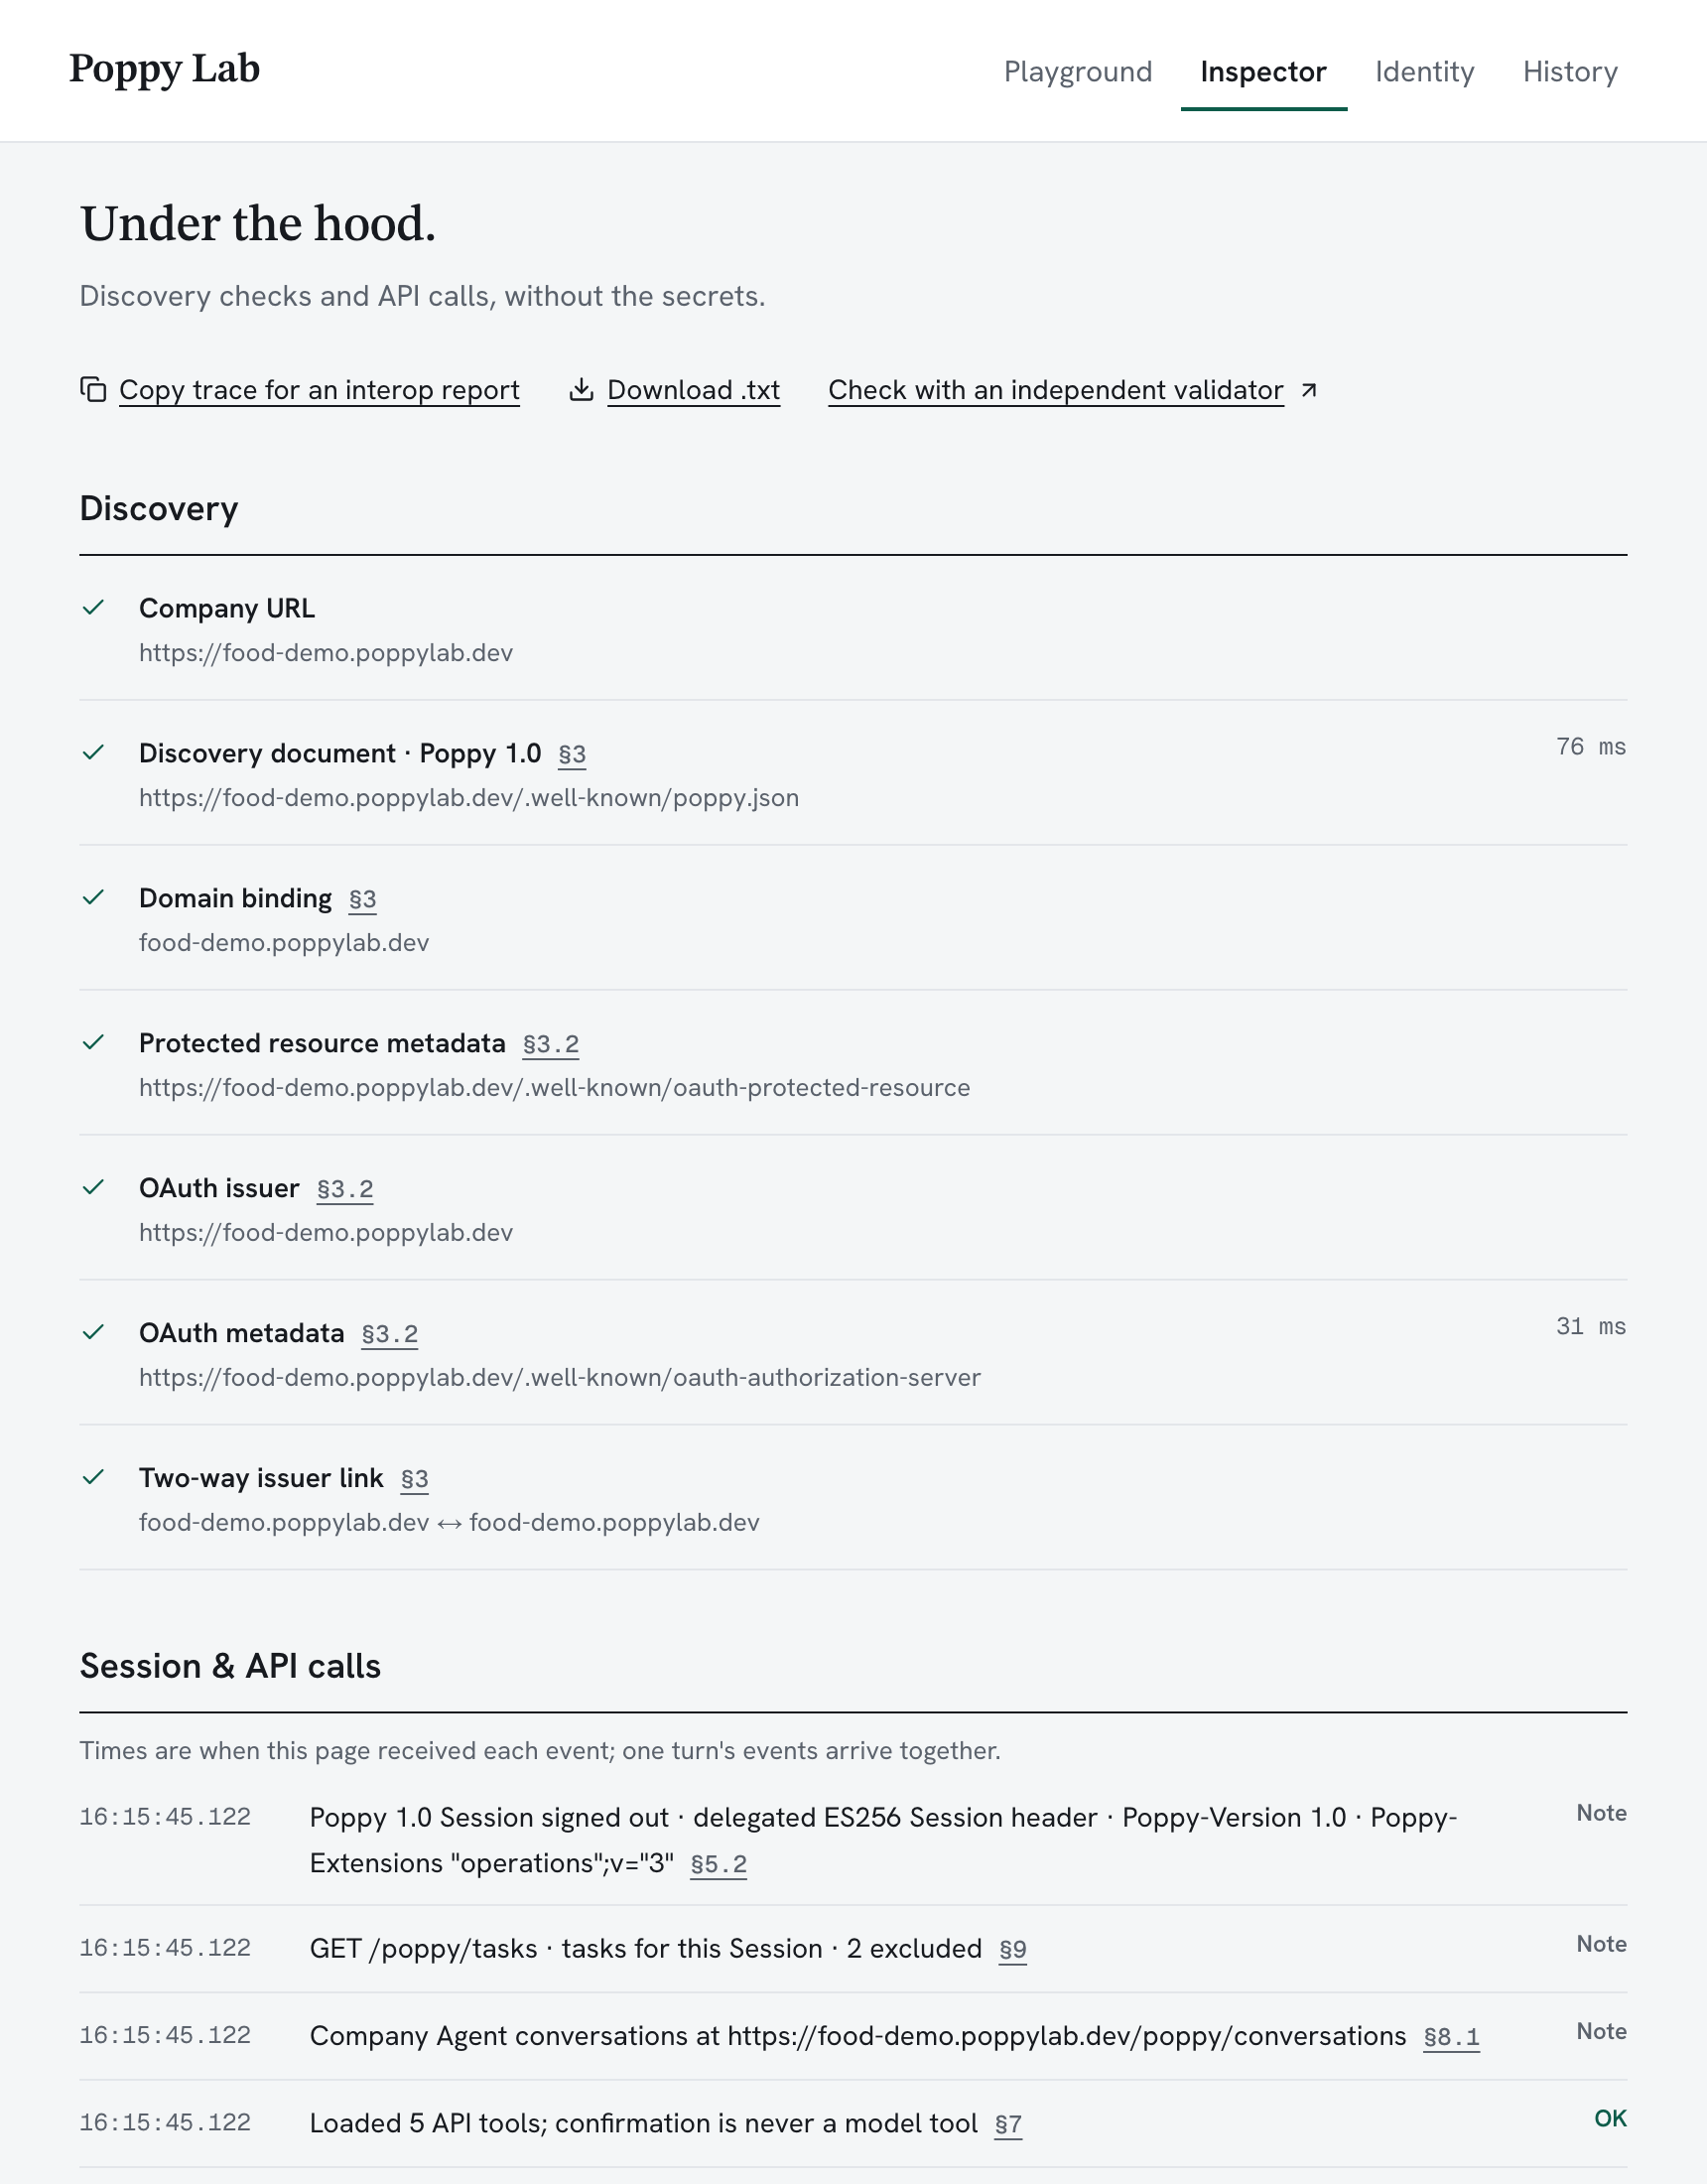 Poppy Lab
Playground Inspector Identity History
Under the hood.
Discovery checks and API calls, without the secrets.
Copy trace for an interop report Download .txt Check with an independent validator ↗
Discovery
Company URL
https://food-demo.poppylab.dev
Discovery document · Poppy 1.0 §3 76 ms
https://food-demo.poppylab.dev/.well-known/poppy.json
Domain binding §3
food-demo.poppylab.dev
Protected resource metadata §3.2
https://food-demo.poppylab.dev/.well-known/oauth-protected-resource
OAuth issuer §3.2
https://food-demo.poppylab.dev
OAuth metadata §3.2 31 ms
https://food-demo.poppylab.dev/.well-known/oauth-authorization-server
Two-way issuer link §3
food-demo.poppylab.dev ↔ food-demo.poppylab.dev
Session & API calls
Times are when this page received each event; one turn's events arrive together.
16:15:45.122 Poppy 1.0 Session signed out · delegated ES256 Session header · Poppy-Version 1.0 · Poppy- Note
Extensions "operations";v="3" §5.2
16:15:45.122 GET /poppy/tasks · tasks for this Session · 2 excluded §9 Note
16:15:45.122 Company Agent conversations at https://food-demo.poppylab.dev/poppy/conversations §8.1 Note
16:15:45.122 Loaded 5 API tools; confirmation is never a model tool §7 OK